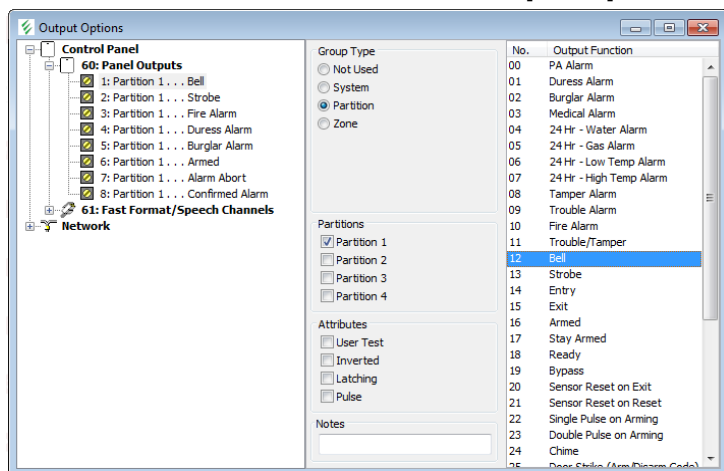 Output Options
Control Panel
60: Panel Outputs
1: Partition 1 . . . Bell
2: Partition 1 . . . Strobe
3: Partition 1 . . . Fire Alarm
4: Partition 1 . . . Duress Alarm
5: Partition 1 . . . Burglar Alarm
6: Partition 1 . . . Armed
7: Partition 1 . . . Alarm Abort
8: Partition 1 . . . Confirmed Alarm
61: Fast Format/Speech Channels
Network
Group Type
Not Used
System
Partition
Zone
Partitions
Partition 1
Partition 2
Partition 3
Partition 4
Attributes
User Test
Inverted
Latching
Pulse
Notes
No. Output Function
00 PA Alarm
01 Duress Alarm
02 Burglar Alarm
03 Medical Alarm
04 24 Hr - Water Alarm
05 24 Hr - Gas Alarm
06 24 Hr - Low Temp Alarm
07 24 Hr - High Temp Alarm
08 Tamper Alarm
09 Trouble Alarm
10 Fire Alarm
11 Trouble/Tamper
12 Bell
13 Strobe
14 Entry
15 Exit
16 Armed
17 Stay Armed
18 Ready
19 Bypass
20 Sensor Reset on Exit
21 Sensor Reset on Reset
22 Single Pulse on Arming
23 Double Pulse on Arming
24 Chime
25 Door Strike (Arm/Disarm Code)